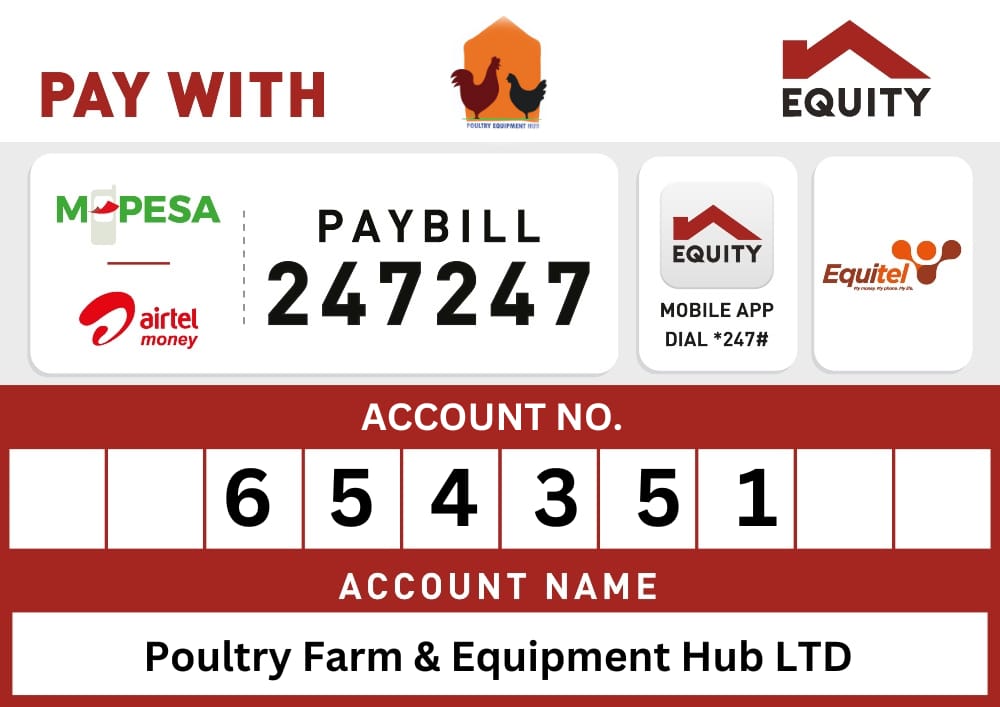 PAY WITH
POULTRY EQUIPMENT HUB
EQUITY
M-PESA
airtel
money
PAYBILL
247247
EQUITY
MOBILE APP
DIAL *247#
Equitel
My money. My phone. My life.
ACCOUNT NO.
6 5 4 3 5 1
ACCOUNT NAME
Poultry Farm & Equipment Hub LTD